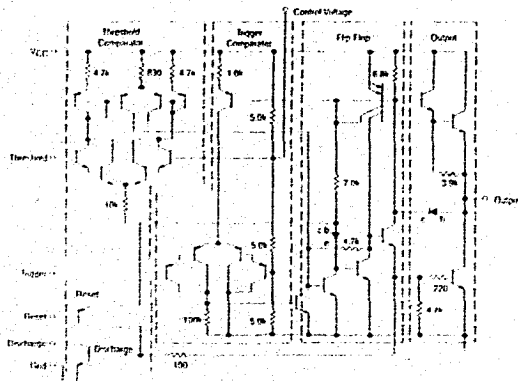 Control Voltage
Threshold
Comparator
Trigger
Comparator
Flip Flop
Output
Vcc
4.7k
830
4.7k
1.0k
6.8k
5.0k
Threshold
10k
7.0k
3.9k
Output
c b
e
4.7k
5.0k
Trigger
220
Reset
100k
5.0k
4.7k
Reset
Discharge
Discharge
Gnd
100